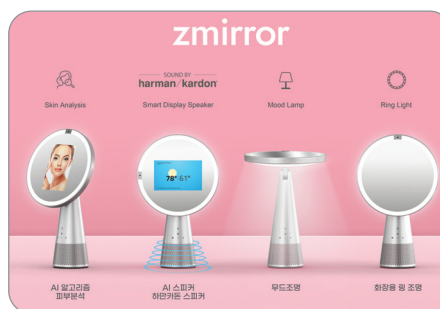 zmirror
SOUND BY
harman/kardon
Skin Analysis
Smart Display Speaker
Mood Lamp
Ring Light
78° 61°
AI 알고리즘
피부분석
AI 스피커
하만카돈 스피커
무드조명
화장용 링 조명